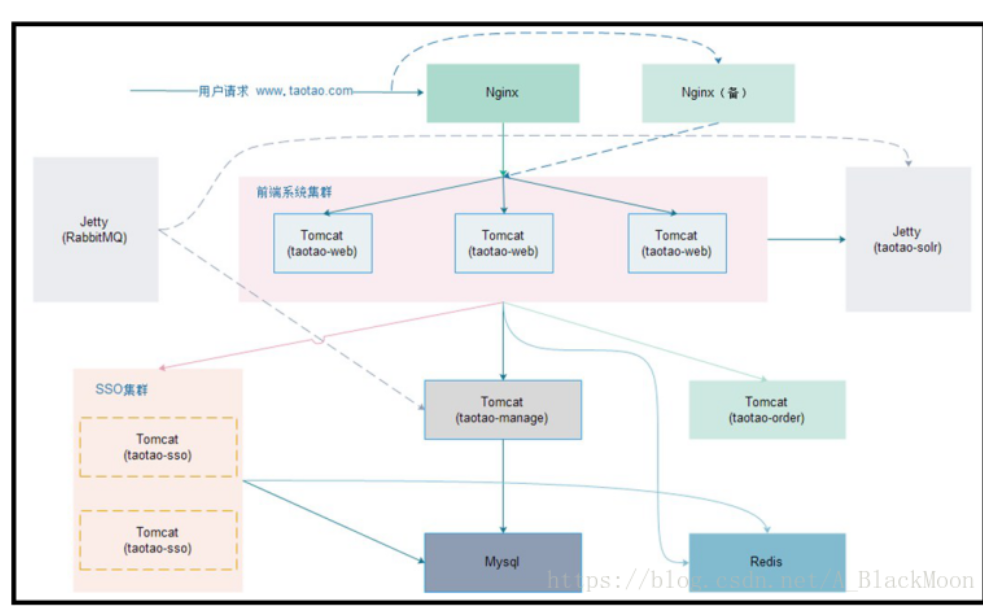 用户请求 www.taotao.com
Nginx
Nginx（备）
前端系统集群
Jetty
(RabbitMQ)
Tomcat
(taotao-web)
Tomcat
(taotao-web)
Tomcat
(taotao-web)
Jetty
(taotao-solr)
SSO集群
Tomcat
(taotao-sso)
Tomcat
(taotao-manage)
Tomcat
(taotao-order)
Tomcat
(taotao-sso)
Mysql
Redis
https://blog.csdn.net/A_BlackMoon